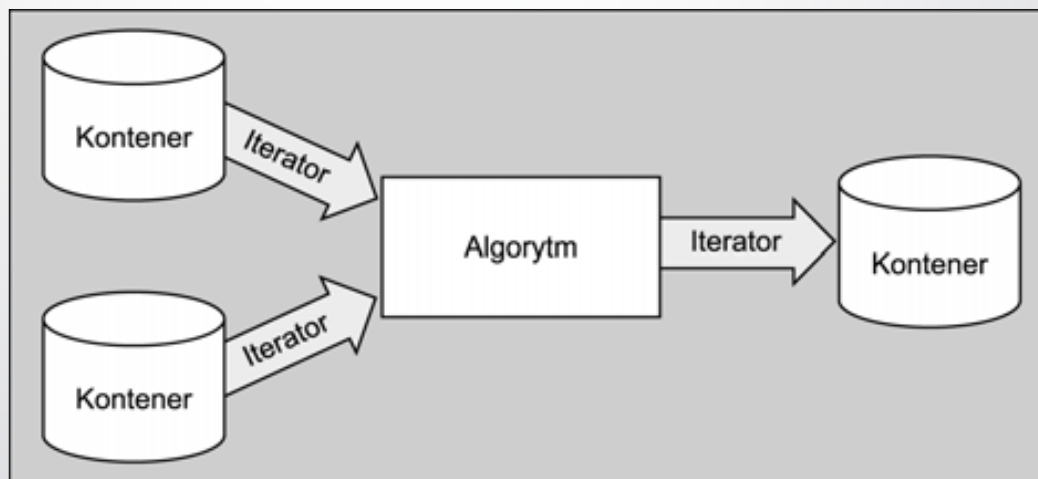 Kontener
Iterator
Algorytm
Iterator
Kontener
Iterator
Kontener